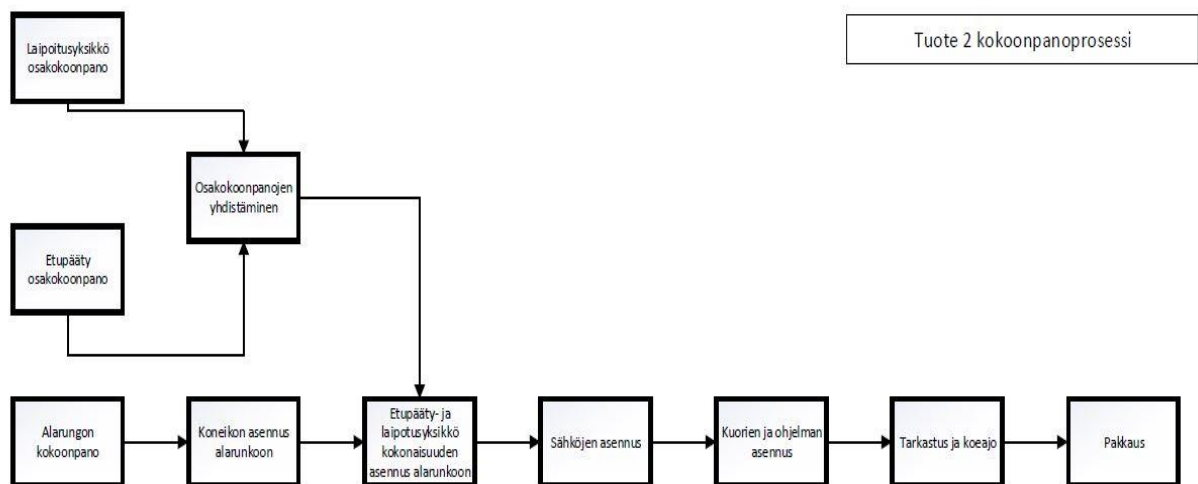 Laipoitusyksikkö
osakokoonpano
Tuote 2 kokoonpanoprosessi
Osakokoonpanojen
yhdistäminen
Etupääty
osakokoonpano
Alarungon
kokoonpano
Koneikon asennus
alarunkoon
Etupääty- ja
laipotusyksikkö
kokonaisuuden
asennus alarunkoon
Sähköjen asennus
Kuorien ja ohjelman
asennus
Tarkastus ja koeajo
Pakkaus